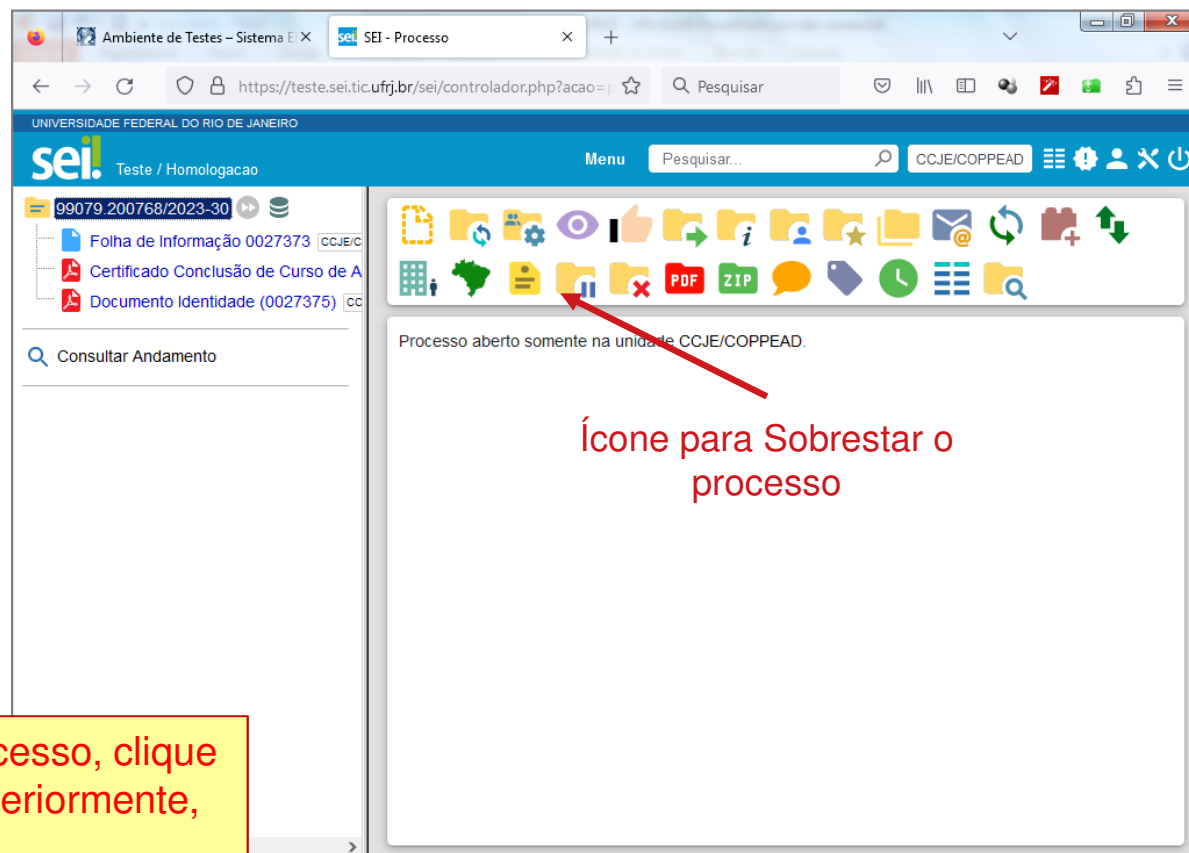 Ambiente de Testes – Sistema El
SEI - Processo
https://teste.sei.tic.ufrj.br/sei/controlador.php?acao=p
Pesquisar
UNIVERSIDADE FEDERAL DO RIO DE JANEIRO
sei!
Teste / Homologacao
Menu
Pesquisar...
CCJE/COPPEAD
99079.200768/2023-30
Folha de Informação 0027373 CCJE/C
Certificado Conclusão de Curso de A
Documento Identidade (0027375) CC
Consultar Andamento
PDF
ZIP
Processo aberto somente na unidade CCJE/COPPEAD.
Ícone para Sobrestar o
processo
cesso, clique
eriormente,